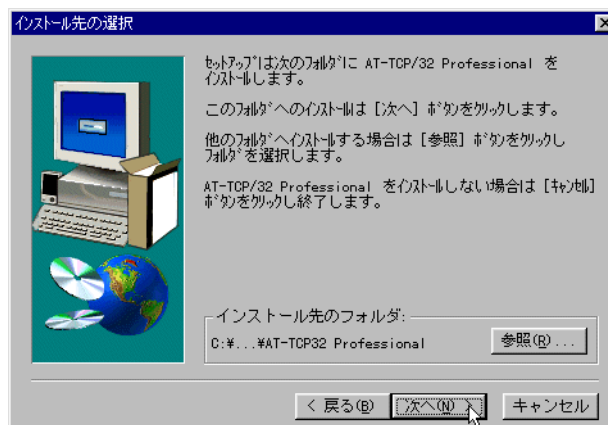 インストール先の選択
セットアップは次のフォルダに AT-TCP/32 Professional を
インストールします。
このフォルダへのインストールは [次へ] ボタンをクリックします。
他のフォルダへインストールする場合は [参照] ボタンをクリックし
フォルダを選択します。
AT-TCP/32 Professional をインストールしない場合は [キャンセル]
ボタンをクリックし終了します。
インストール先のフォルダ:
C:¥...¥AT-TCP32 Professional
参照(R)...
< 戻る(B)
次へ(N) >
キャンセル